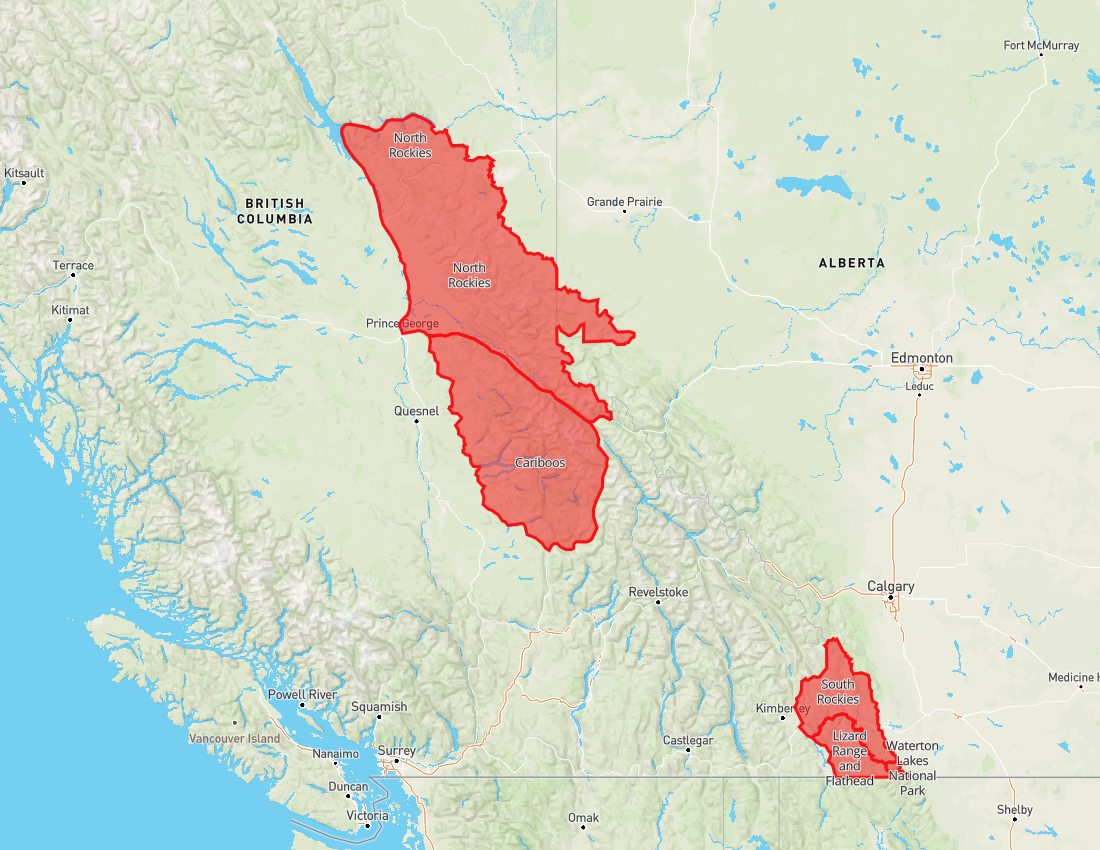 Fort McMurray
North
Rockies
Kitsault
BRITISH
COLUMBIA
Grande Prairie
Terrace
ALBERTA
North
Rockies
Kitimat
Prince George
Edmonton
Leduc
Quesnel
Cariboos
Calgary
Revelstoke
Medicine H
South
Rockies
Powell River
Squamish
Kimberley
Vancouver Island
Lizard
Range
and
Flathead
Castlegar
Waterton
Lakes
National
Park
Nanaimo
Surrey
Duncan
Victoria
Omak
Shelby